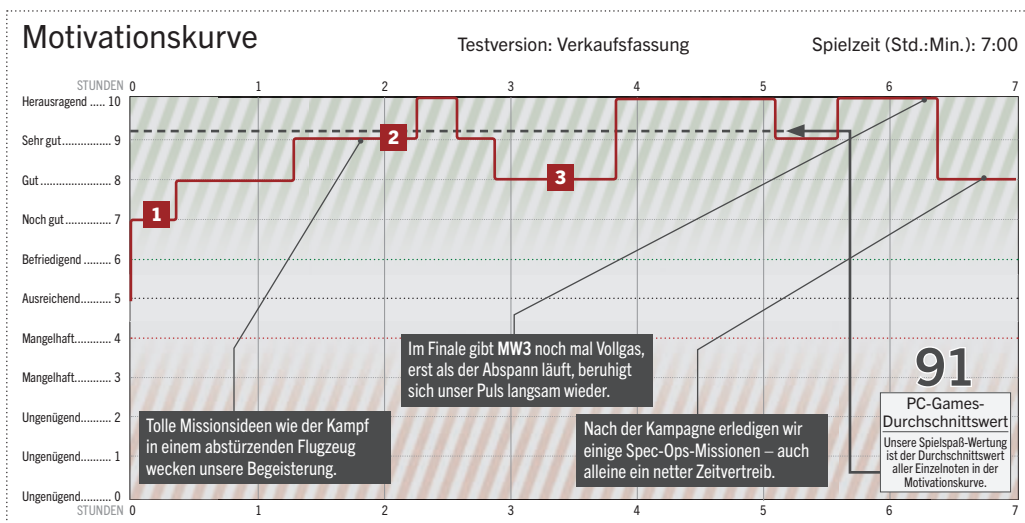 Motivationskurve
Testversion: Verkaufsfassung
Spielzeit (Std.:Min.): 7:00
STUNDEN 0 1 2 3 4 5 6 7
Herausragend ..... 10
Sehr gut ........... 9
Gut .................. 8
Noch gut ............ 7
Befriedigend ......... 6
Ausreichend.......... 5
Mangelhaft........... 4
Mangelhaft........... 3
Ungenügend ......... 2
Ungenügend ......... 1
Ungenügend ......... 0
STUNDEN 0 1 2 3 4 5 6 7
1
2
3
Tolle Missionsideen wie der Kampf
in einem abstürzenden Flugzeug
wecken unsere Begeisterung.
Im Finale gibt MW3 noch mal Vollgas,
erst als der Abspann läuft, beruhigt
sich unser Puls langsam wieder.
Nach der Kampagne erledigen wir
einige Spec-Ops-Missionen – auch
alleine ein netter Zeitvertreib.
91
PC-Games-
Durchschnittswert
Unsere Spielspaß-Wertung
ist der Durchschnittswert
aller Einzelnoten in der
Motivationskurve.